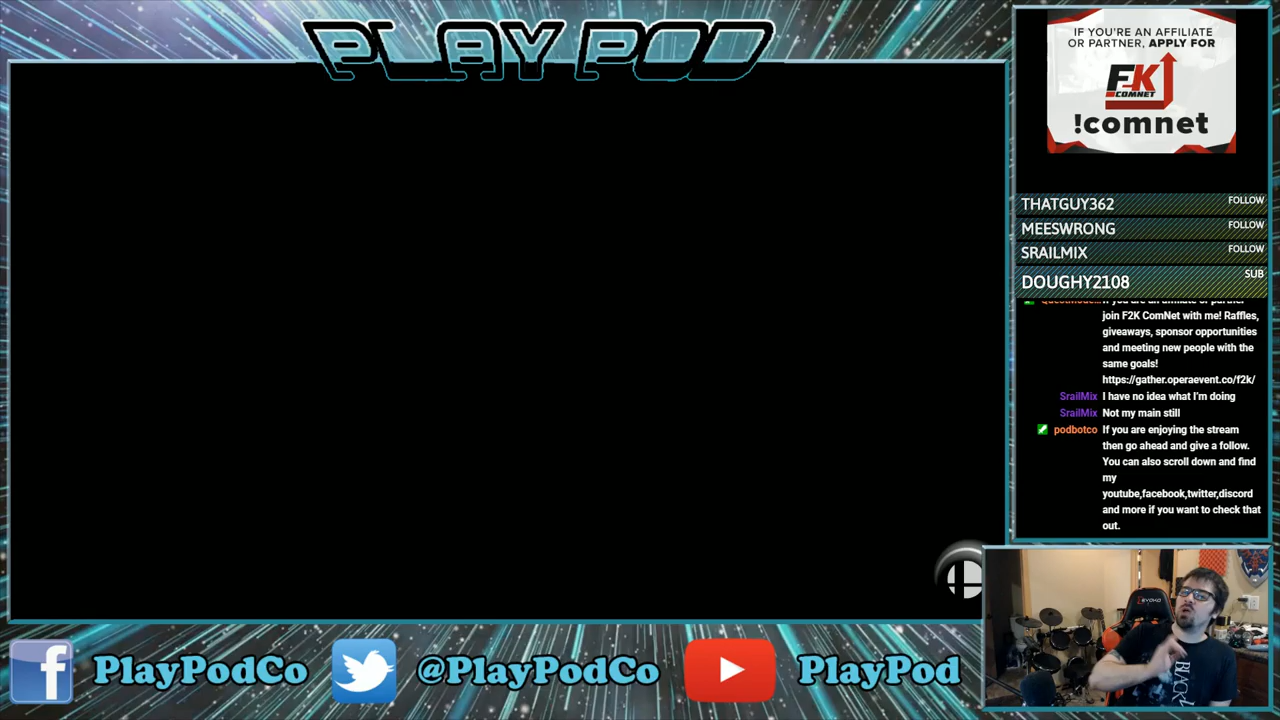 PLAY POD
IF YOU'RE AN AFFILIATE
OR PARTNER, APPLY FOR
F2K
COMNET
!comnet
THATGUY362 FOLLOW
MEESWRONG FOLLOW
SRAILMIX FOLLOW
DOUGHY2108 SUB
join F2K ComNet with me! Raffles,
giveaways, sponsor opportunities
and meeting new people with the
same goals!
https://gather.operaevent.co/f2k/
SrailMix I have no idea what I'm doing
SrailMix Not my main still
podbotco If you are enjoying the stream
then go ahead and give a follow.
You can also scroll down and find
my
youtube,facebook,twitter,discord
and more if you want to check that
out.
PlayPodCo
@PlayPodCo
PlayPod